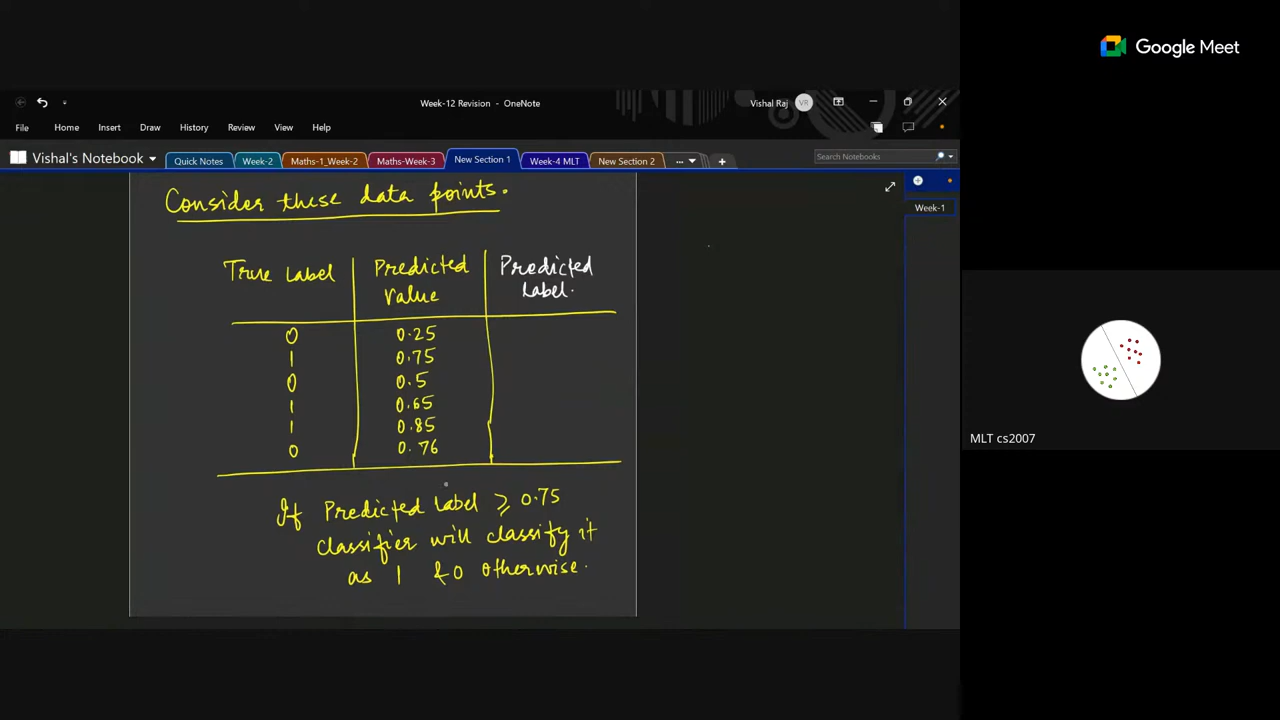 Google Meet
Week-12 Revision - OneNote
Vishal Raj
VR
File Home Insert Draw History Review View Help
Vishal's Notebook
Quick Notes
Week-2
Maths-1_Week-2
Maths-Week-3
New Section 1
Week-4 MLT
New Section 2
...
Search Notebooks
Week-1
Consider these data points.
True Label Predicted Value Predicted Label.
0 0.25
1 0.75
0 0.5
1 0.65
1 0.85
0 0.76
If Predicted label ≥ 0.75
classifier will classify it
as 1 &0 otherwise.
MLT cs2007